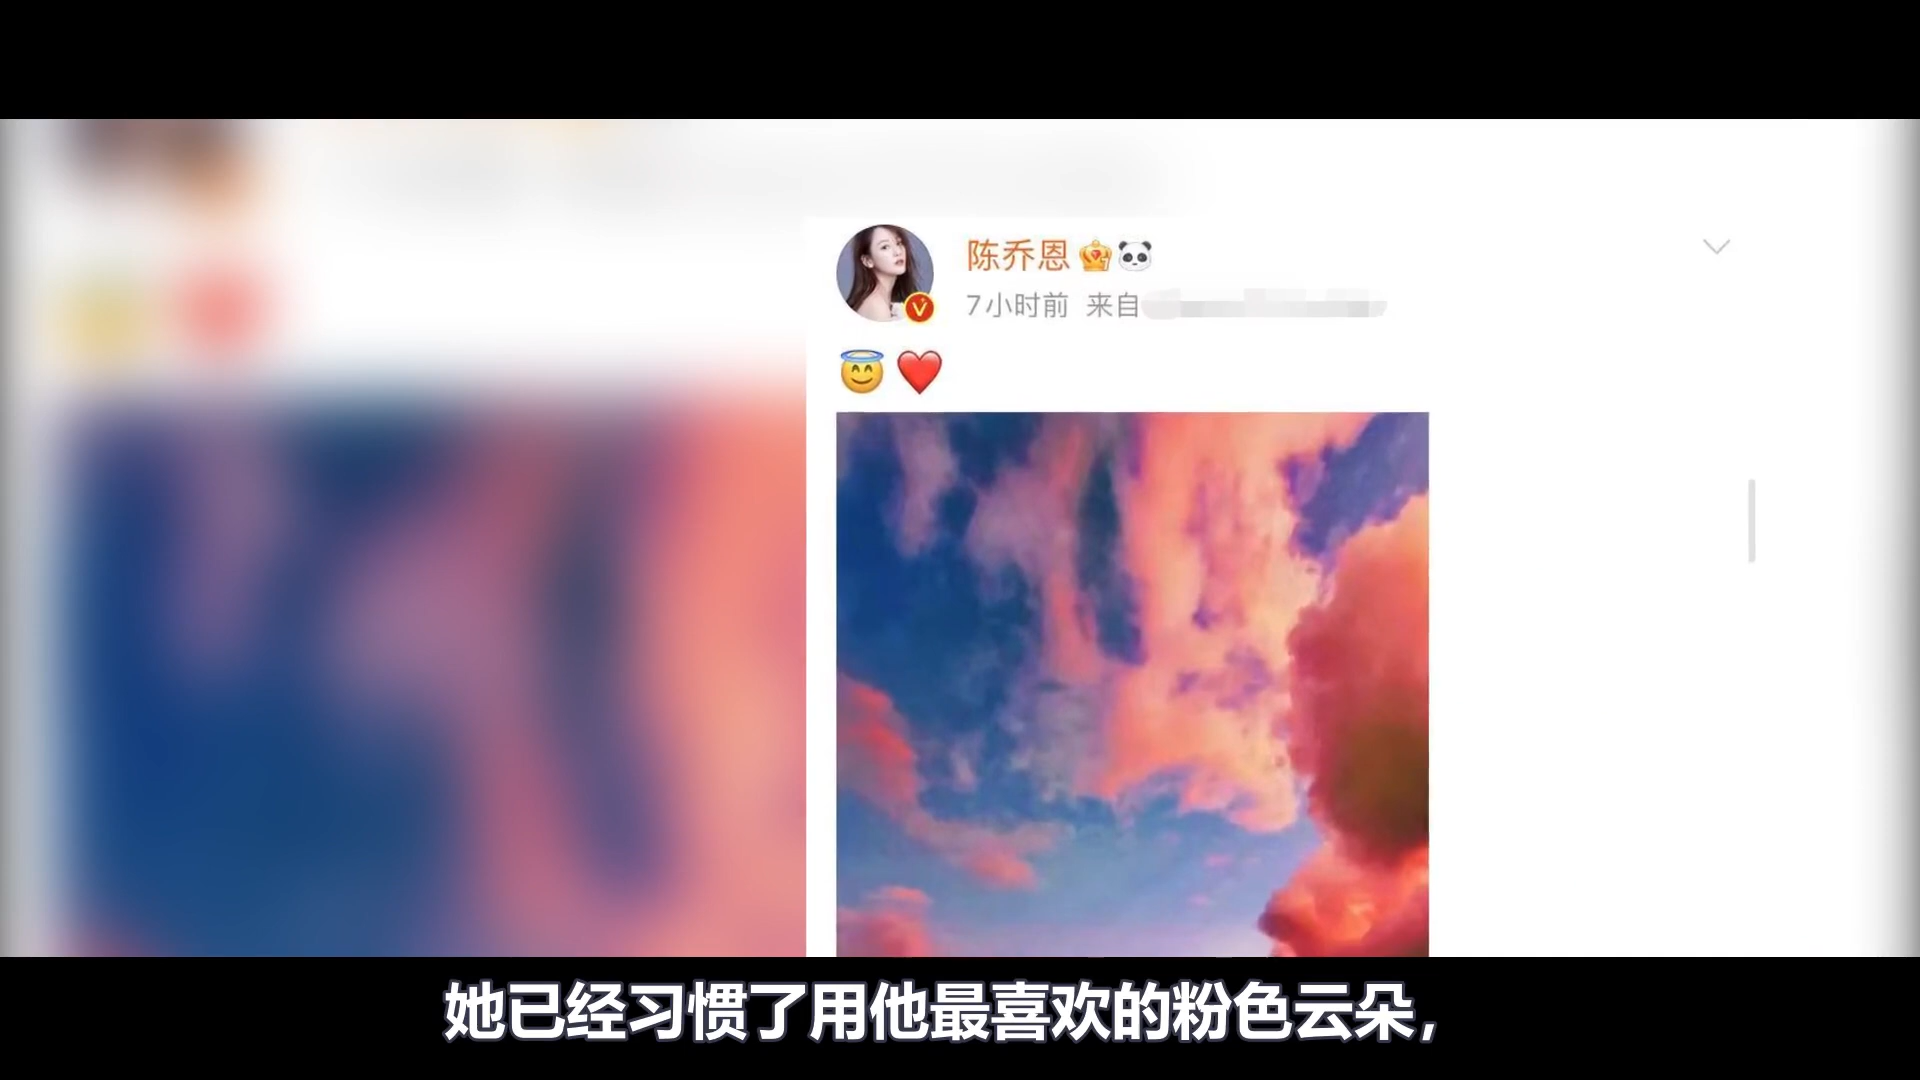 陈乔恩
7小时前 来自
她已经习惯了用他最喜欢的粉色云朵，